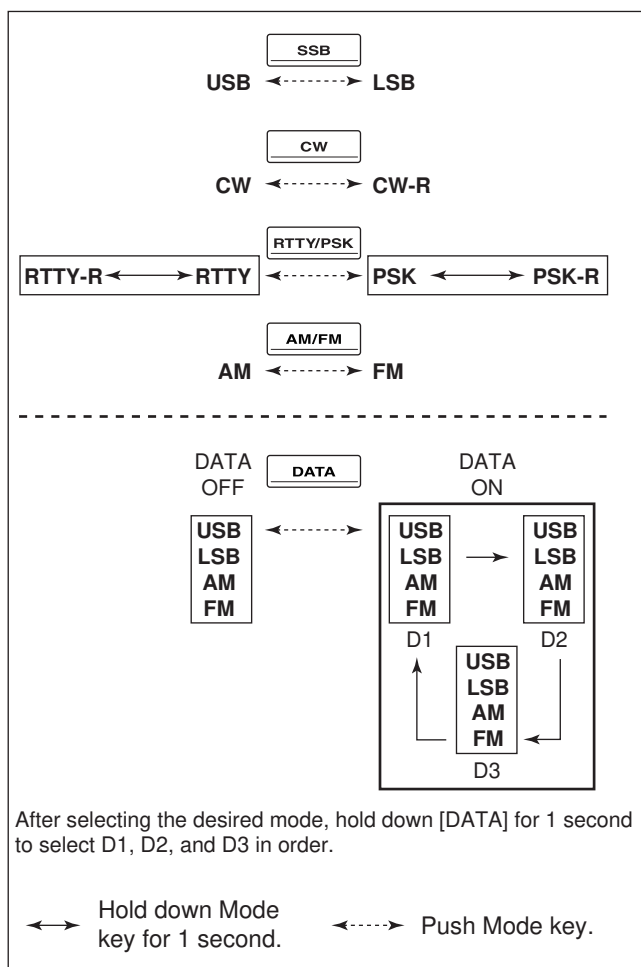 SSB
USB LSB
CW
CW CW-R
RTTY/PSK
RTTY-R RTTY PSK PSK-R
AM/FM
AM FM
DATA OFF DATA DATA ON
USB
LSB
AM
FM
USB
LSB
AM
FM
D1
USB
LSB
AM
FM
D2
USB
LSB
AM
FM
D3
After selecting the desired mode, hold down [DATA] for 1 second
to select D1, D2, and D3 in order.
Hold down Mode
key for 1 second.
Push Mode key.